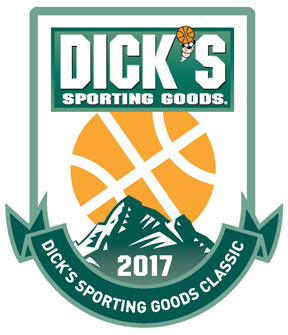 DICK'S
SPORTING GOODS®
2017
DICK'S SPORTING GOODS CLASSIC